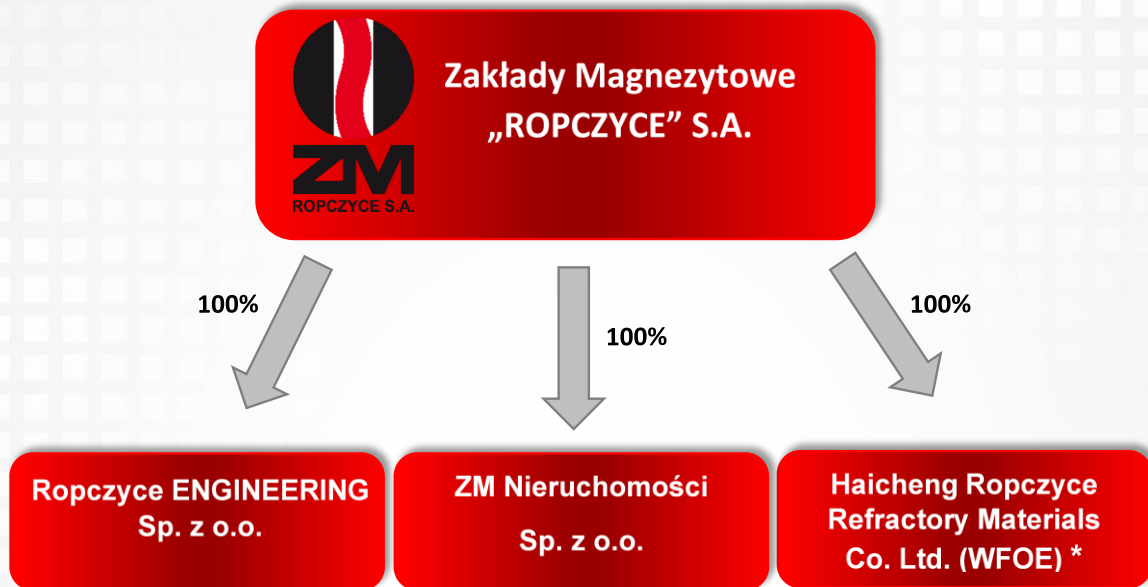 Zakłady Magnezytowe
„ROPCZYCE” S.A.
ZM
ROPCZYCE S.A.
100%
100%
100%
Ropczyce ENGINEERING
Sp. z o.o.
ZM Nieruchomości
Sp. z o.o.
Haicheng Ropczyce
Refractory Materials
Co. Ltd. (WFOE) *